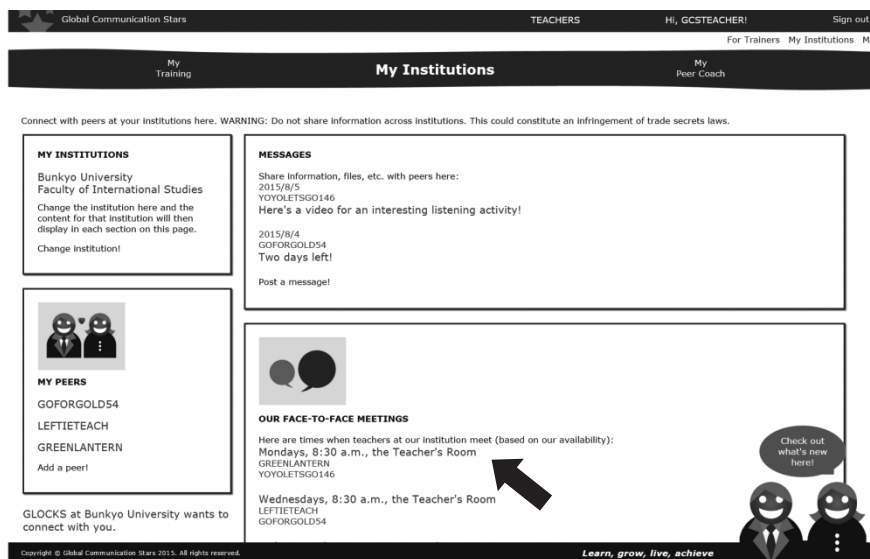 Global Communication Stars
TEACHERS
Hi, GCSTEACHER!
Sign out
For Trainers My Institutions M
My
Training
My Institutions
My
Peer Coach
Connect with peers at your institutions here. WARNING: Do not share information across institutions. This could constitute an infringement of trade secrets laws.
MY INSTITUTIONS
Bunkyo University
Faculty of International Studies
Change the institution here and the
content for that institution will then
display in each section on this page.
Change institution!
MY PEERS
GOFORGOLD54
LEFTIETEACH
GREENLANTERN
Add a peer!
GLOCKS at Bunkyo University wants to
connect with you.
MESSAGES
Share information, files, etc. with peers here:
2015/8/5
YOYOLETSGO146
Here's a video for an interesting listening activity!
2015/8/4
GOFORGOLD54
Two days left!
Post a message!
OUR FACE-TO-FACE MEETINGS
Here are times when teachers at our institution meet (based on our availability):
Mondays, 8:30 a.m., the Teacher's Room
GREENLANTERN
YOYOLETSGO146
Wednesdays, 8:30 a.m., the Teacher's Room
LEFTIETEACH
GOFORGOLD54
Check out
what's new
here!
Copyright © Global Communication Stars 2015. All rights reserved.
Learn, grow, live, achieve